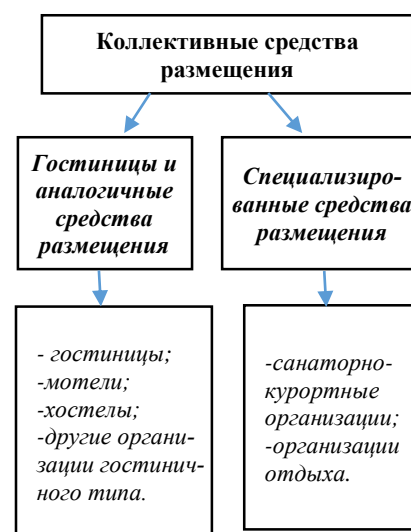 Коллективные средства
размещения
Гостиницы и
аналогичные
средства
размещения
Специализиро-
ванные средства
размещения
- гостиницы;
-мотели;
-хостелы;
-другие органи-
зации гостинич-
ного типа.
-санаторно-
курортные
организации;
-организации
отдыха.